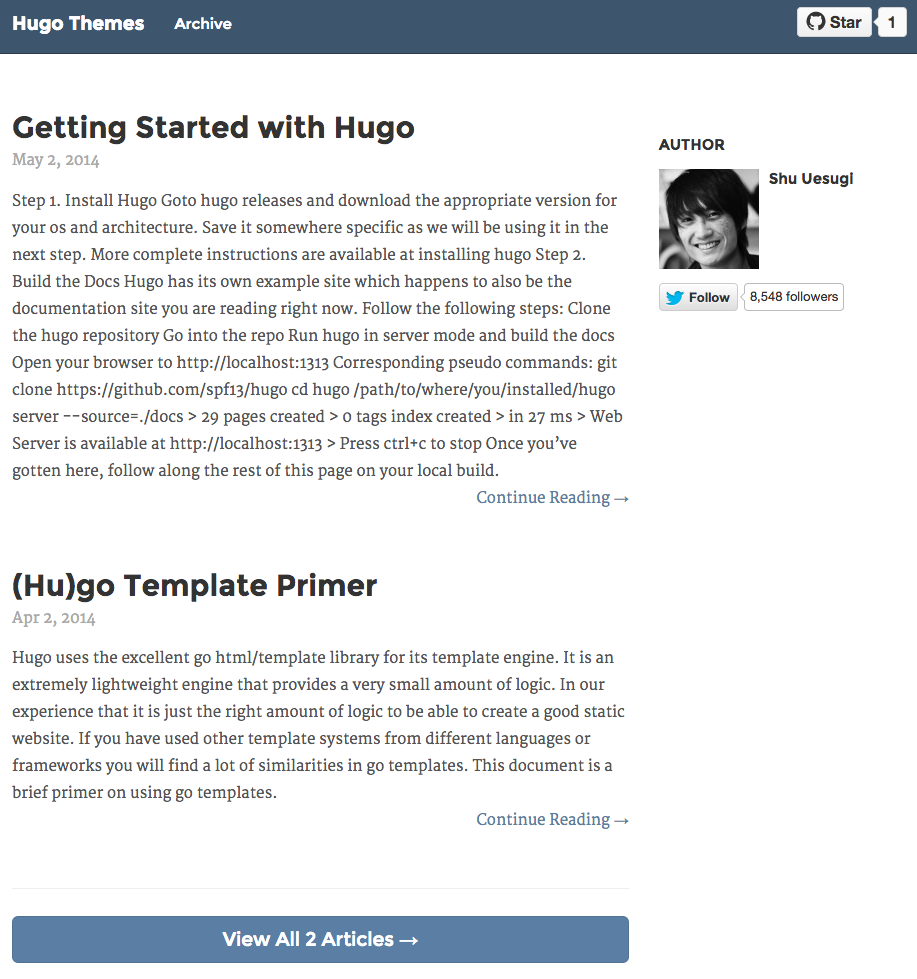 Hugo Themes Archive Star 1
Getting Started with Hugo
May 2, 2014
Step 1. Install Hugo Goto hugo releases and download the appropriate version for
your os and architecture. Save it somewhere specific as we will be using it in the
next step. More complete instructions are available at installing hugo Step 2.
Build the Docs Hugo has its own example site which happens to also be the
documentation site you are reading right now. Follow the following steps: Clone
the hugo repository Go into the repo Run hugo in server mode and build the docs
Open your browser to http://localhost:1313 Corresponding pseudo commands: git
clone https://github.com/spf13/hugo cd hugo /path/to/where/you/installed/hugo
server --source=./docs > 29 pages created > 0 tags index created > in 27 ms > Web
Server is available at http://localhost:1313 > Press ctrl+c to stop Once you’ve
gotten here, follow along the rest of this page on your local build.
Continue Reading →
(Hu)go Template Primer
Apr 2, 2014
Hugo uses the excellent go html/template library for its template engine. It is an
extremely lightweight engine that provides a very small amount of logic. In our
experience that it is just the right amount of logic to be able to create a good static
website. If you have used other template systems from different languages or
frameworks you will find a lot of similarities in go templates. This document is a
brief primer on using go templates.
Continue Reading →
View All 2 Articles →
AUTHOR
Shu Uesugi
Follow 8,548 followers